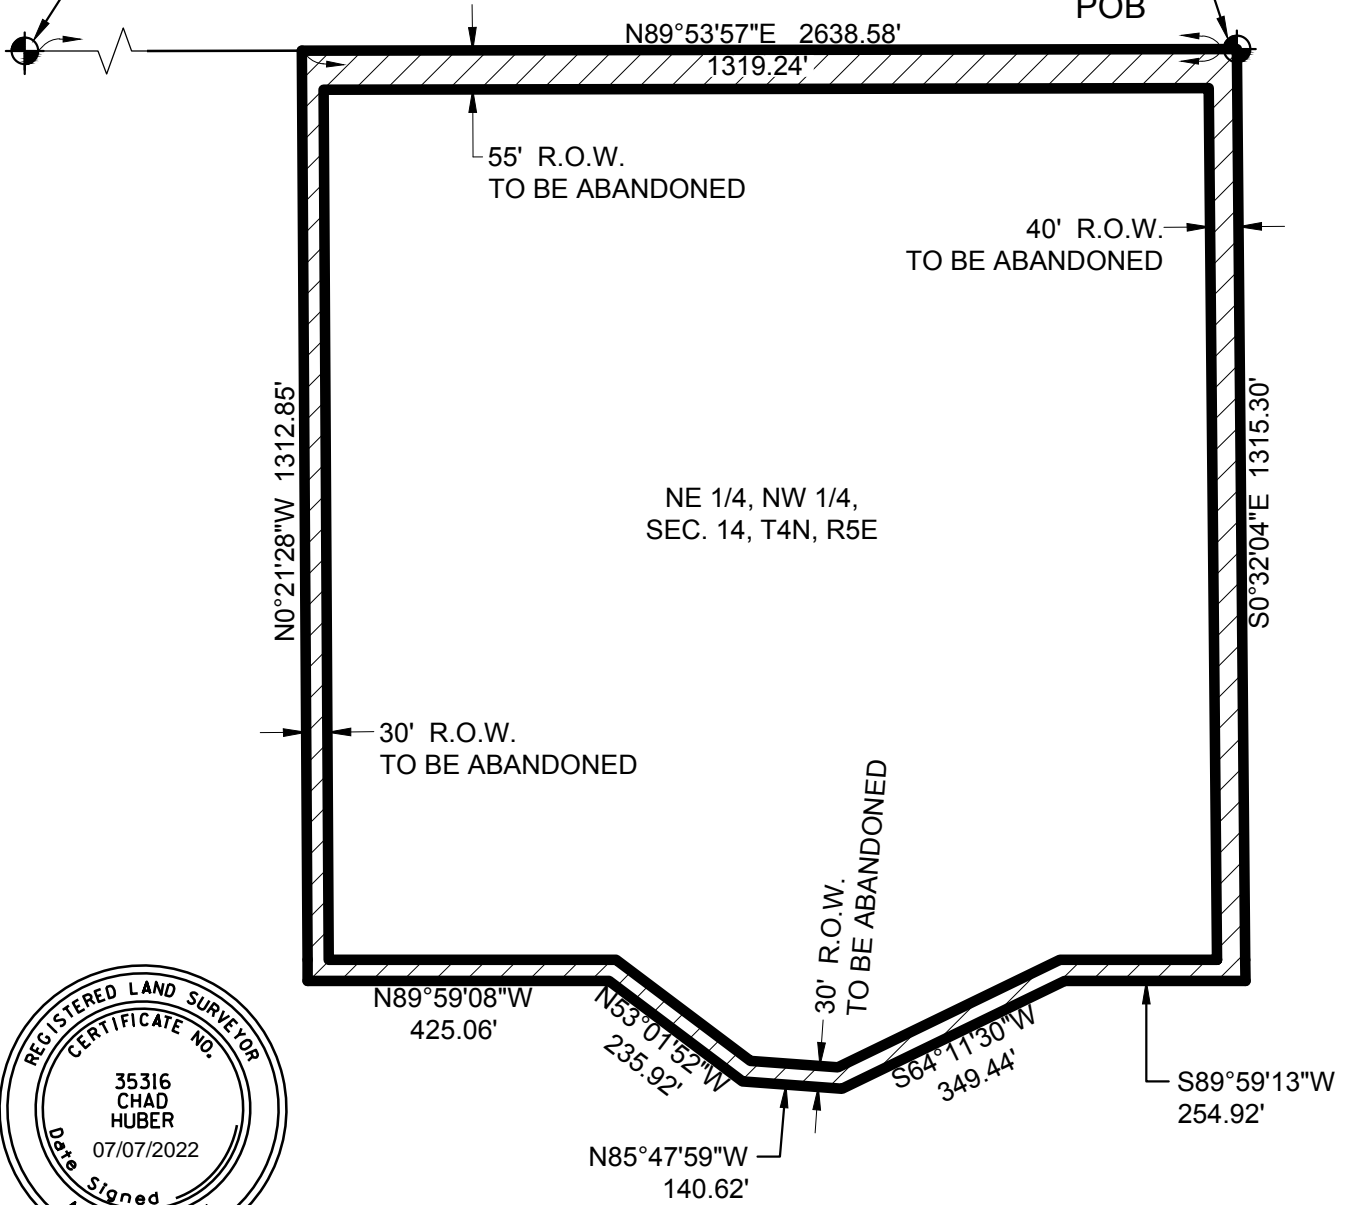 POB
N89°53'57"E 2638.58'
1319.24'
55' R.O.W.
TO BE ABANDONED
40' R.O.W.
TO BE ABANDONED
N0°21'28"W 1312.85'
S0°32'04"E 1315.30'
NE 1/4, NW 1/4,
SEC. 14, T4N, R5E
30' R.O.W.
TO BE ABANDONED
30' R.O.W.
TO BE ABANDONED
N89°59'08"W
425.06'
N53°01'52"W
235.92'
S64°11'30"W
349.44'
S89°59'13"W
254.92'
N85°47'59"W
140.62'
REGISTERED LAND SURVEYOR
CERTIFICATE NO.
35316
CHAD
HUBER
07/07/2022
Date Signed